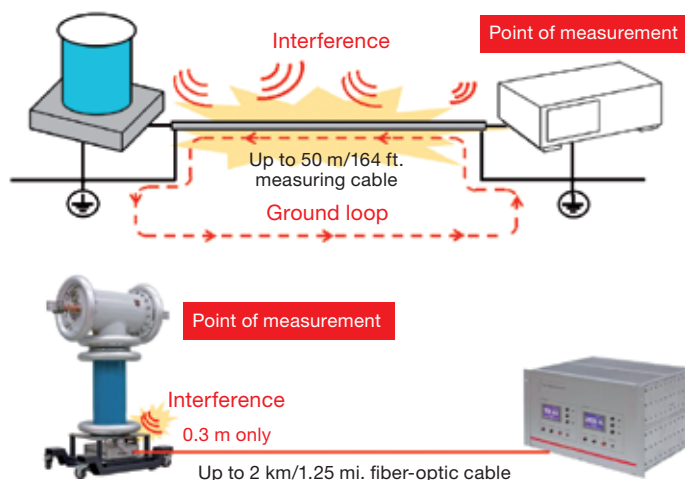 Interference
Point of measurement
Up to 50 m/164 ft.
measuring cable
Ground loop
Point of measurement
Interference
0.3 m only
Up to 2 km/1.25 mi. fiber-optic cable